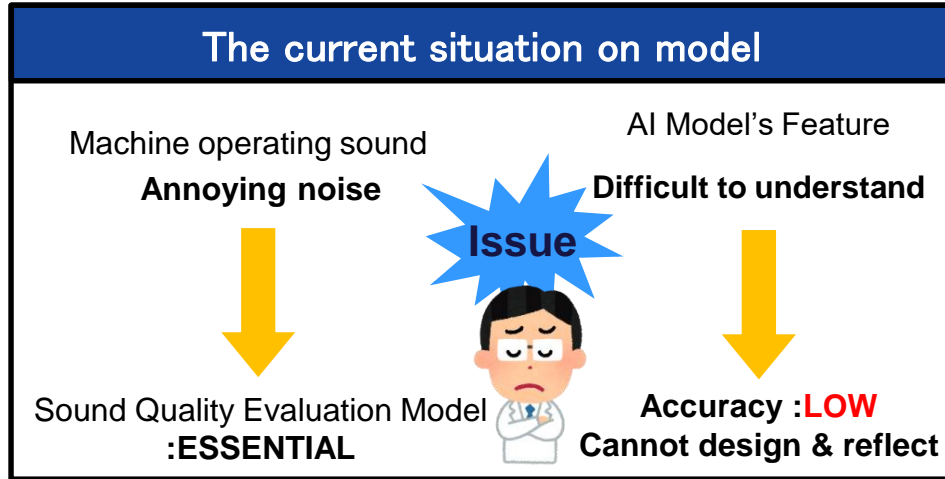 The current situation on model
Machine operating sound
Annoying noise
Sound Quality Evaluation Model
:ESSENTIAL
Issue
AI Model's Feature
Difficult to understand
Accuracy :LOW
Cannot design & reflect